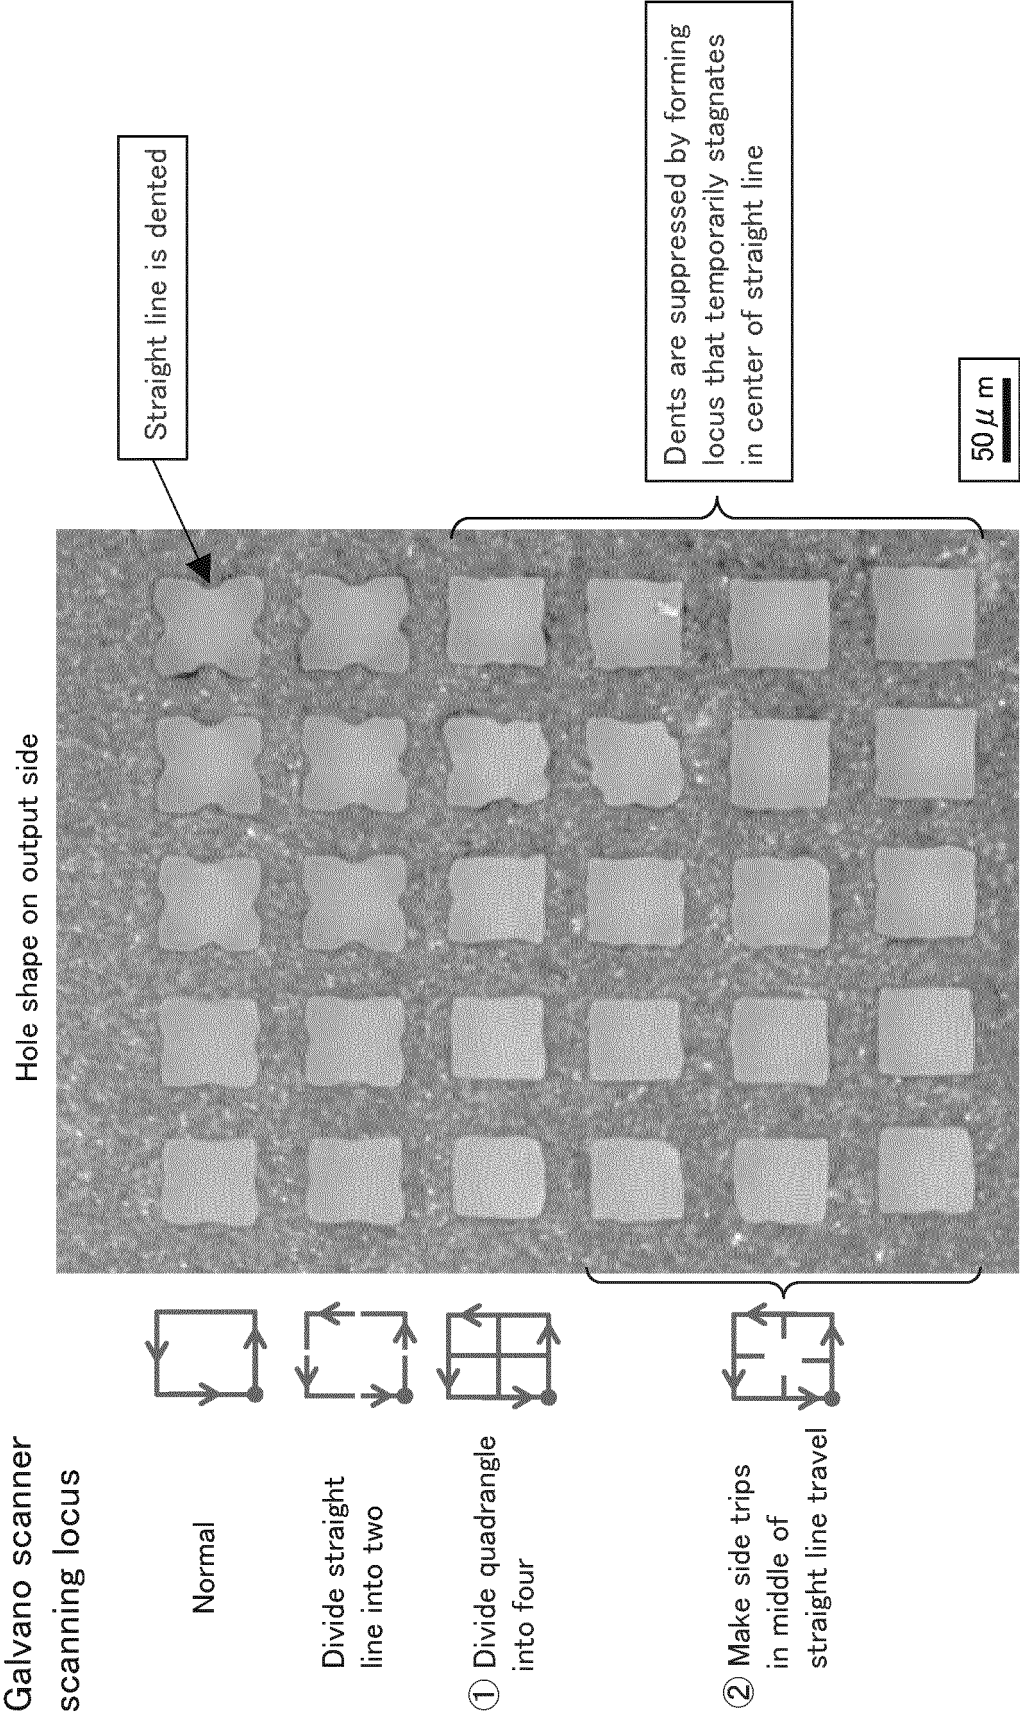 Galvano scanner
scanning locus
Hole shape on output side
Normal
Straight line is dented
Divide straight
line into two
① Divide quadrangle
into four
② Make side trips
in middle of
straight line travel
Dents are suppressed by forming
locus that temporarily stagnates
in center of straight line
50μm